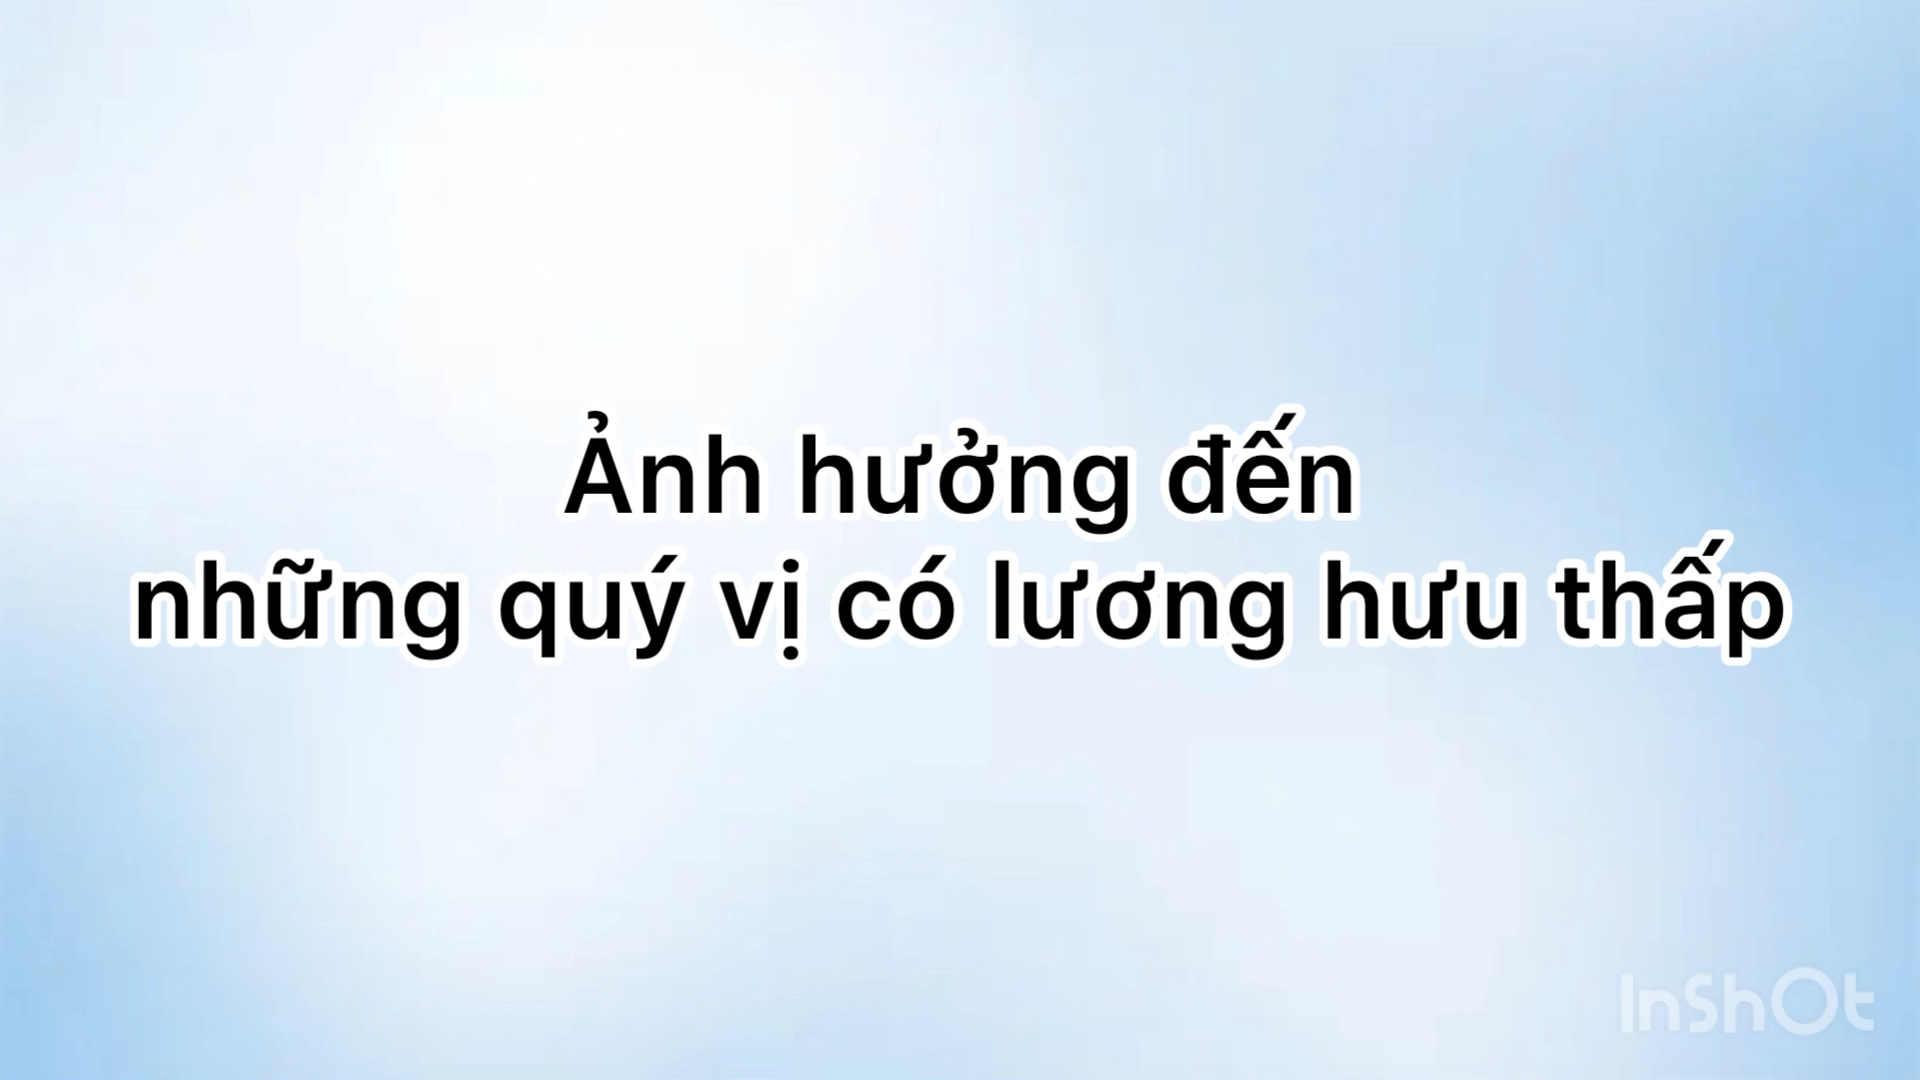 Ảnh hưởng đến
những quý vị có lương hưu thấp
InShOt